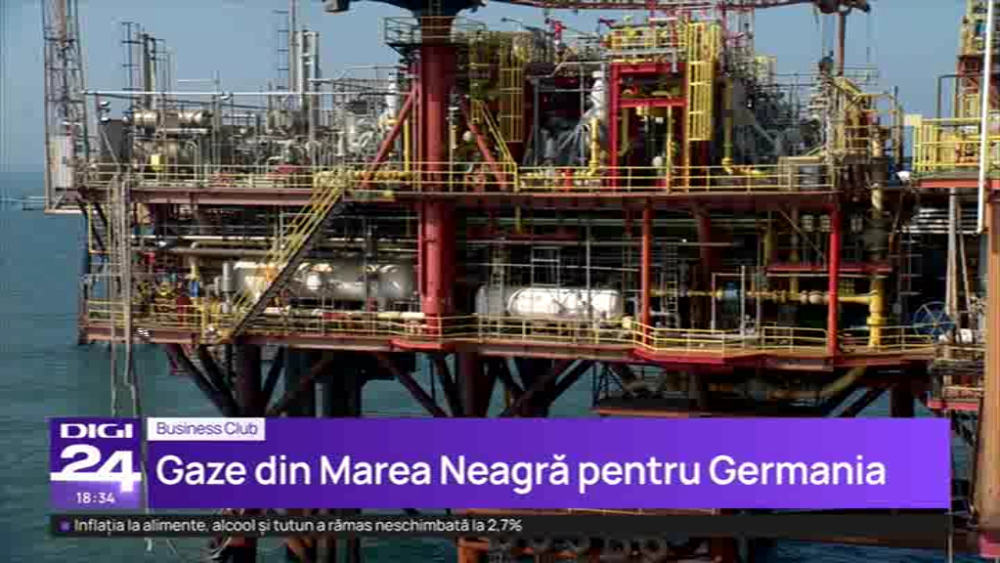 DIGI
24
18:34
Business Club
Gaze din Marea Neagră pentru Germania
Inflația la alimente, alcool și tutun a rămas neschimbată la 2,7%